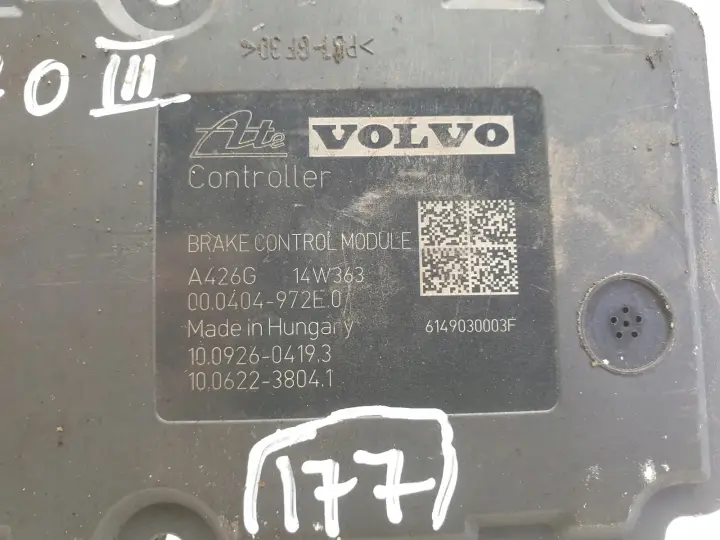 >PBT-GF30<
0 III
Ate VOLVO
Controller
BRAKE CONTROL MODULE
A426G 14W363
00.0404-972E.0
Made in Hungary 6149030003F
10.0926-0419.3
10.0622-3804.1
177